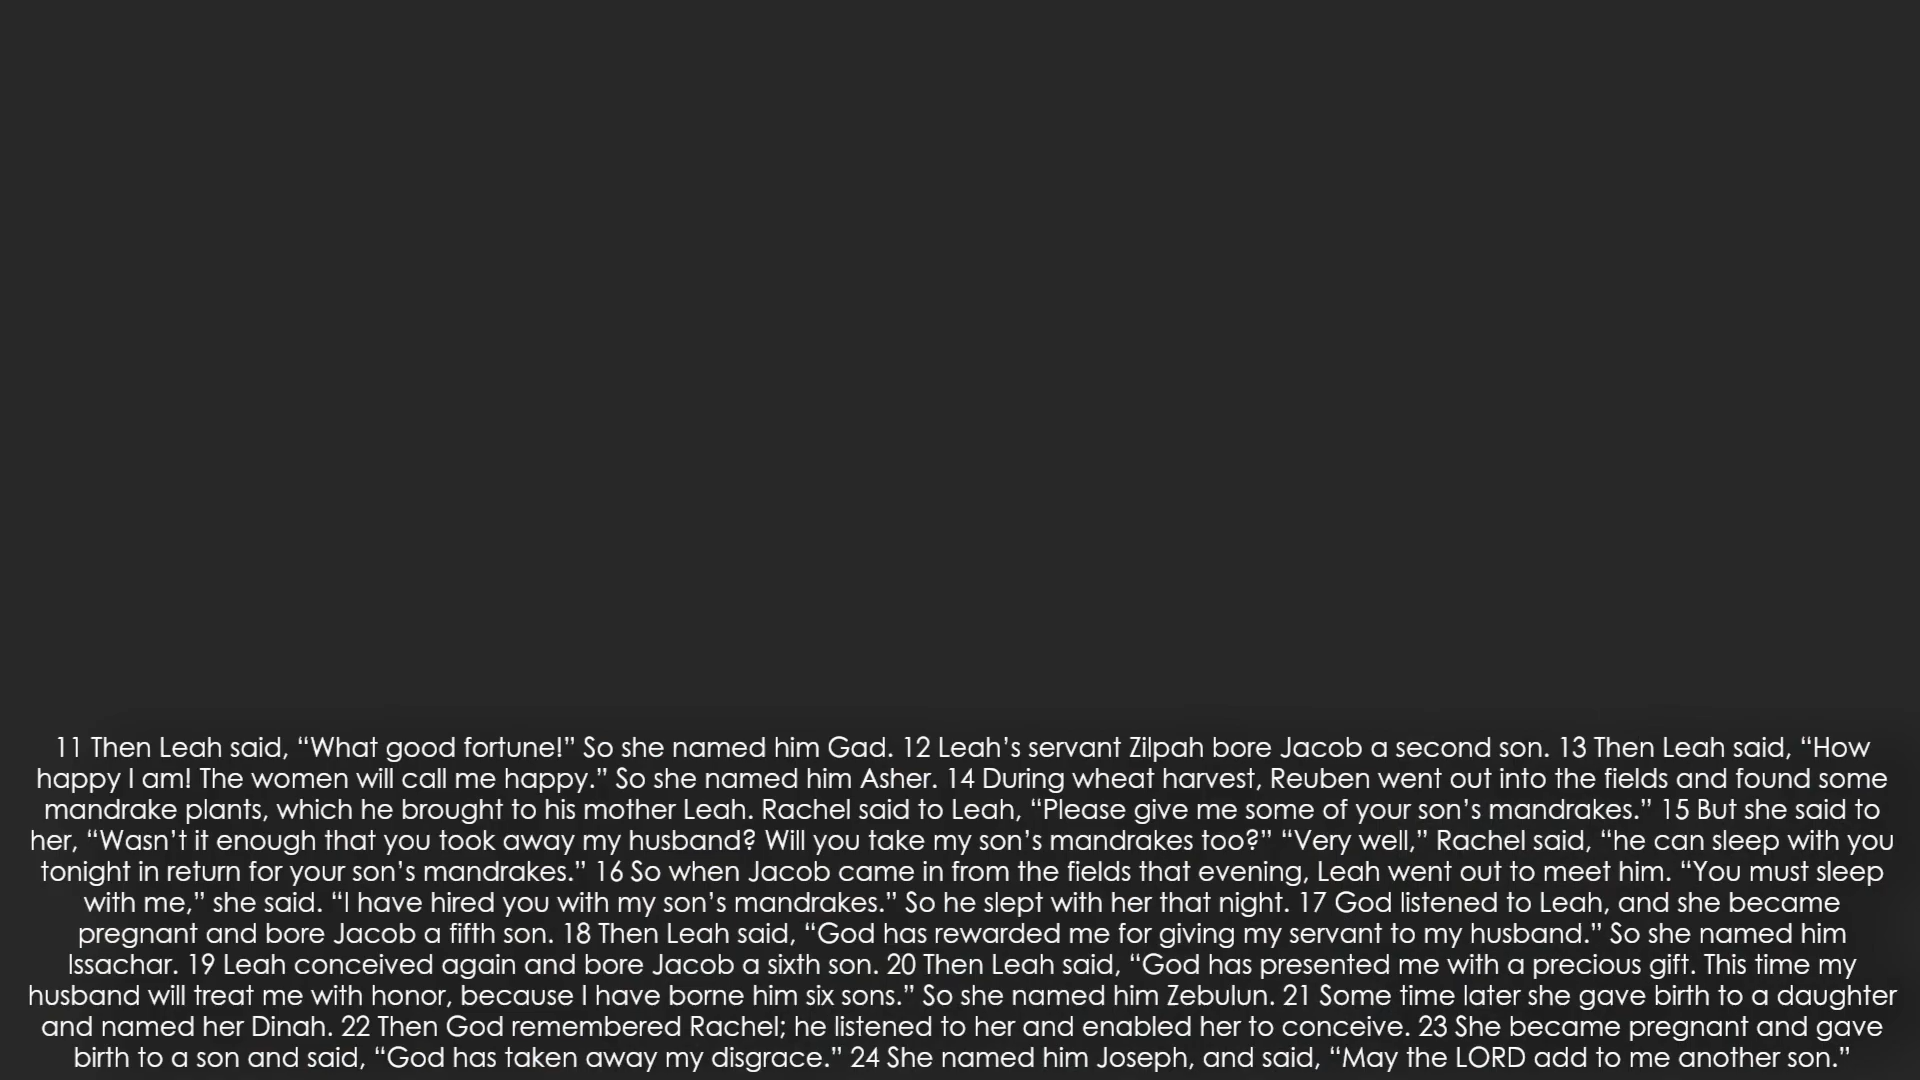 11 Then Leah said, “What good fortune!” So she named him Gad. 12 Leah’s servant Zilpah bore Jacob a second son. 13 Then Leah said, “How
happy I am! The women will call me happy.” So she named him Asher. 14 During wheat harvest, Reuben went out into the fields and found some
mandrake plants, which he brought to his mother Leah. Rachel said to Leah, “Please give me some of your son’s mandrakes.” 15 But she said to
her, “Wasn’t it enough that you took away my husband? Will you take my son’s mandrakes too?” “Very well,” Rachel said, “he can sleep with you
tonight in return for your son’s mandrakes.” 16 So when Jacob came in from the fields that evening, Leah went out to meet him. “You must sleep
with me,” she said. “I have hired you with my son’s mandrakes.” So he slept with her that night. 17 God listened to Leah, and she became
pregnant and bore Jacob a fifth son. 18 Then Leah said, “God has rewarded me for giving my servant to my husband.” So she named him
Issachar. 19 Leah conceived again and bore Jacob a sixth son. 20 Then Leah said, “God has presented me with a precious gift. This time my
husband will treat me with honor, because I have borne him six sons.” So she named him Zebulun. 21 Some time later she gave birth to a daughter
and named her Dinah. 22 Then God remembered Rachel; he listened to her and enabled her to conceive. 23 She became pregnant and gave
birth to a son and said, “God has taken away my disgrace.” 24 She named him Joseph, and said, “May the LORD add to me another son.”